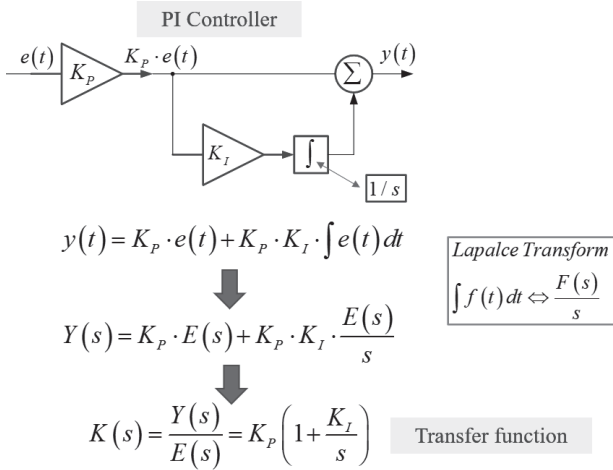 PI Controller
e(t) K_P · e(t) y(t)
K_P Σ
K_I ∫
1/s
y(t) = K_P · e(t) + K_P · K_I · ∫ e(t) dt
Lapalce Transform
∫ f(t) dt ⇔ F(s)/s
Y(s) = K_P · E(s) + K_P · K_I · E(s)/s
K(s) = Y(s)/E(s) = K_P (1 + K_I/s)
Transfer function